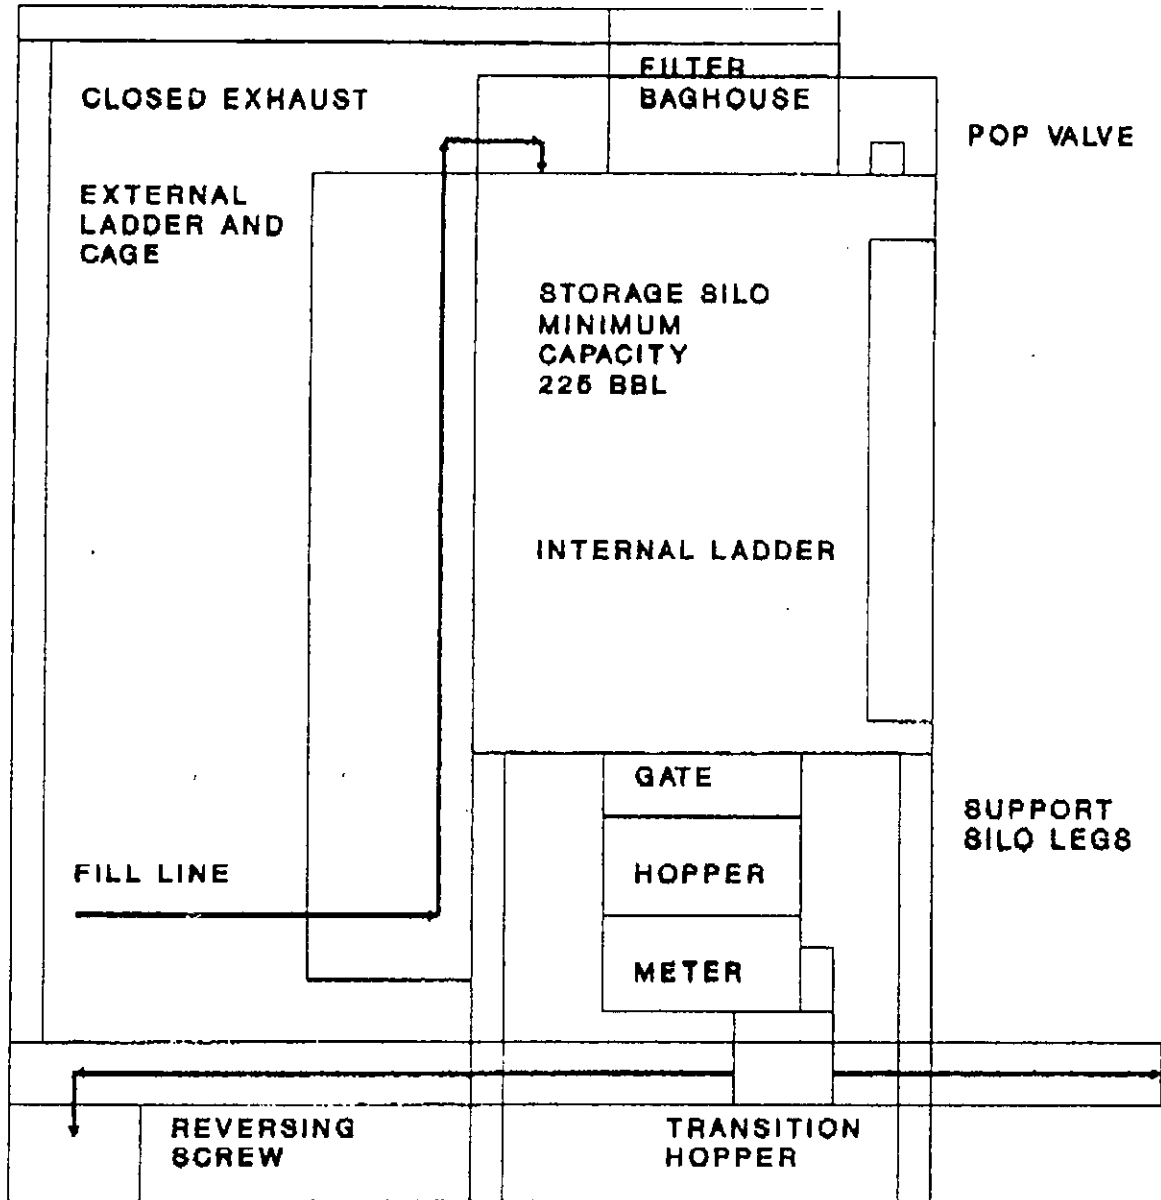 FILTER
BAGHOUSE
CLOSED EXHAUST
POP VALVE
EXTERNAL
LADDER AND
CAGE
STORAGE SILO
MINIMUM
CAPACITY
225 BBL
INTERNAL LADDER
GATE
SUPPORT
SILO LEGS
FILL LINE
HOPPER
METER
REVERSING
SCREW
TRANSITION
HOPPER